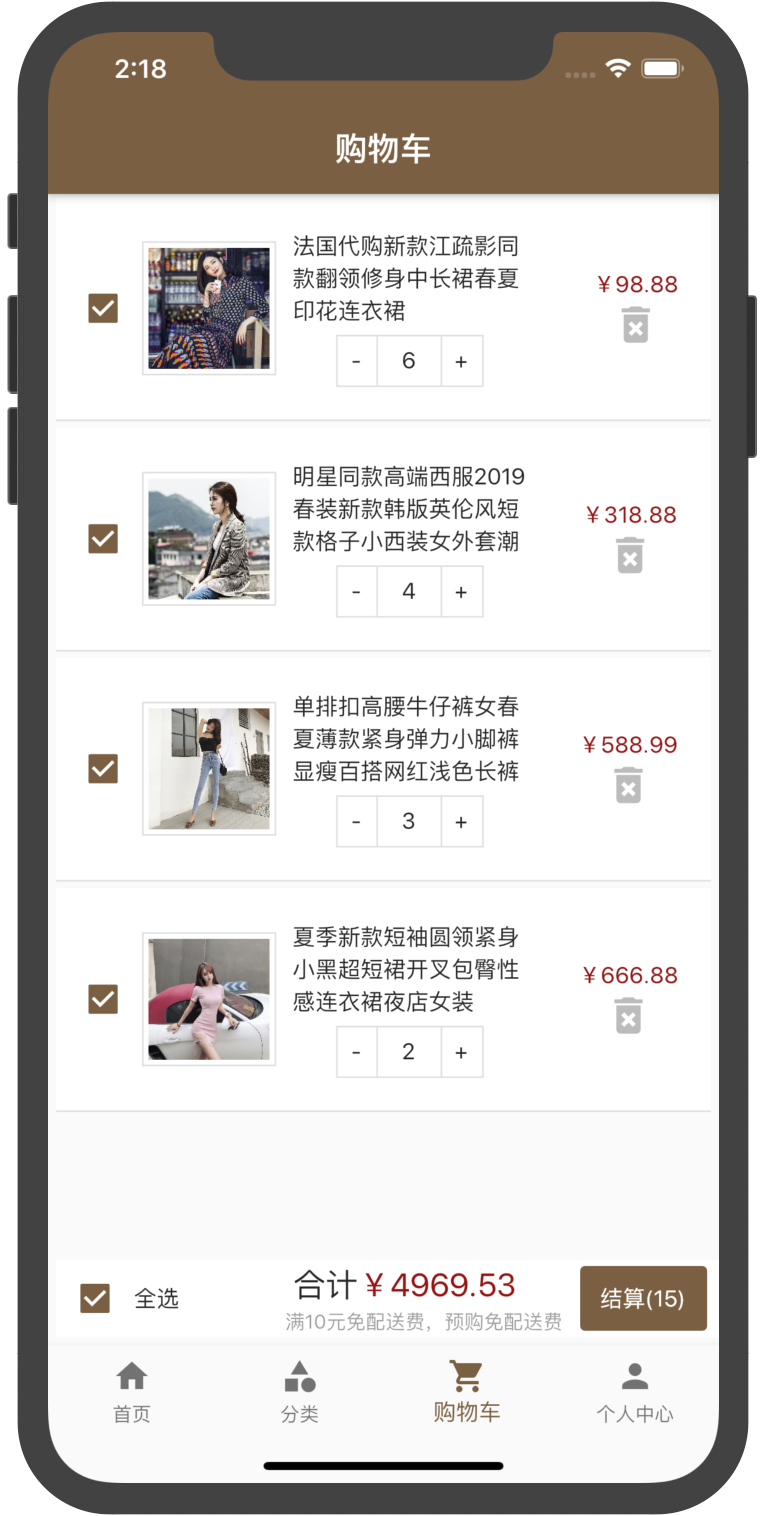 2:18
购物车
法国代购新款江疏影同
款翻领修身中长裙春夏
印花连衣裙
￥98.88
- 6 +
明星同款高端西服2019
春装新款韩版英伦风短
款格子小西装女外套潮
￥318.88
- 4 +
单排扣高腰牛仔裤女春
夏薄款紧身弹力小脚裤
显瘦百搭网红浅色长裤
￥588.99
- 3 +
夏季新款短袖圆领紧身
小黑超短裙开叉包臀性
感连衣裙夜店女装
￥666.88
- 2 +
全选
合计￥4969.53
满10元免配送费，预购免配送费
结算(15)
首页
分类
购物车
个人中心